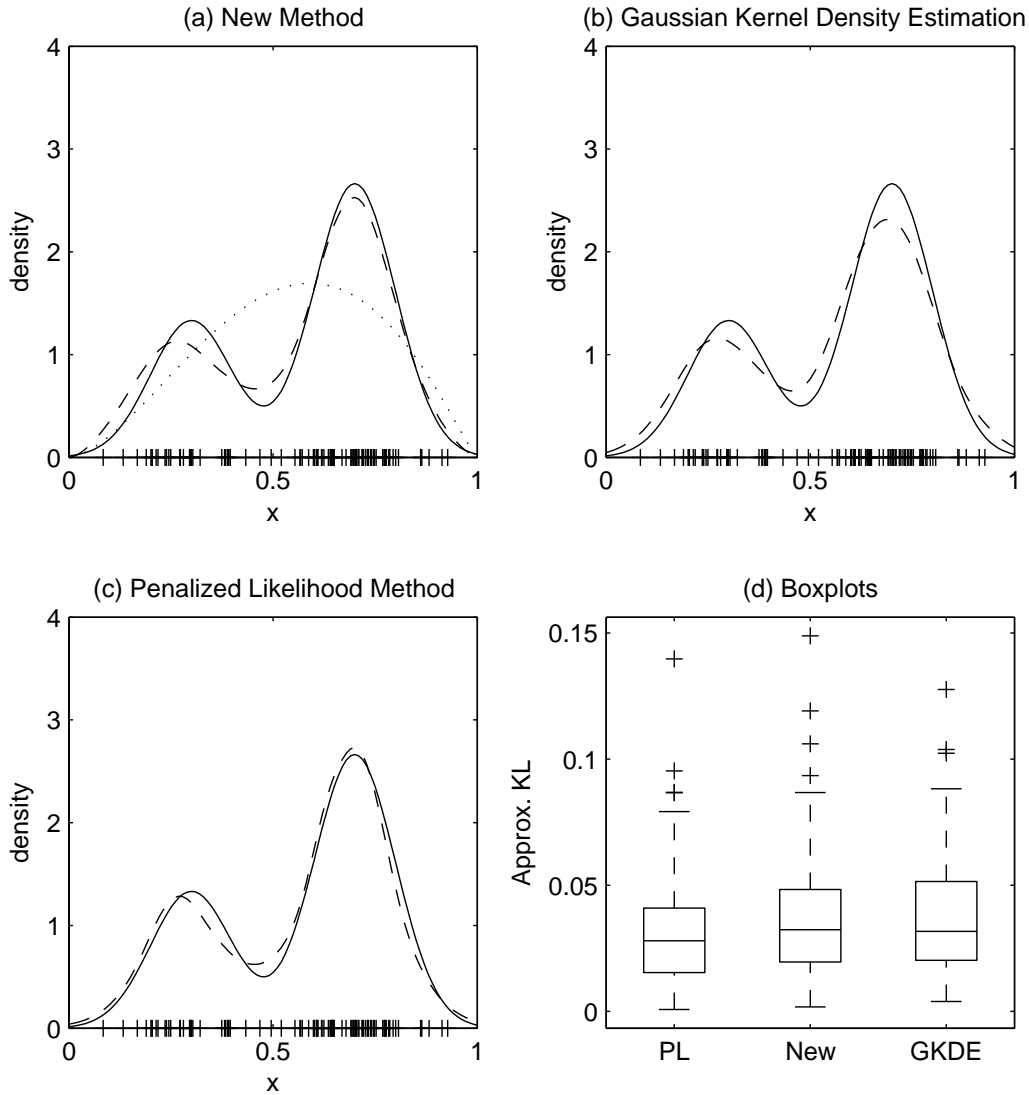 (a) New Method
4
3
2
1
0
density
0
0.5
1
x
(b) Gaussian Kernel Density Estimation
4
3
2
1
0
density
0
0.5
1
x
(c) Penalized Likelihood Method
4
3
2
1
0
density
0
0.5
1
x
(d) Boxplots
0.15
0.1
0.05
0
Approx. KL
PL
New
GKDE